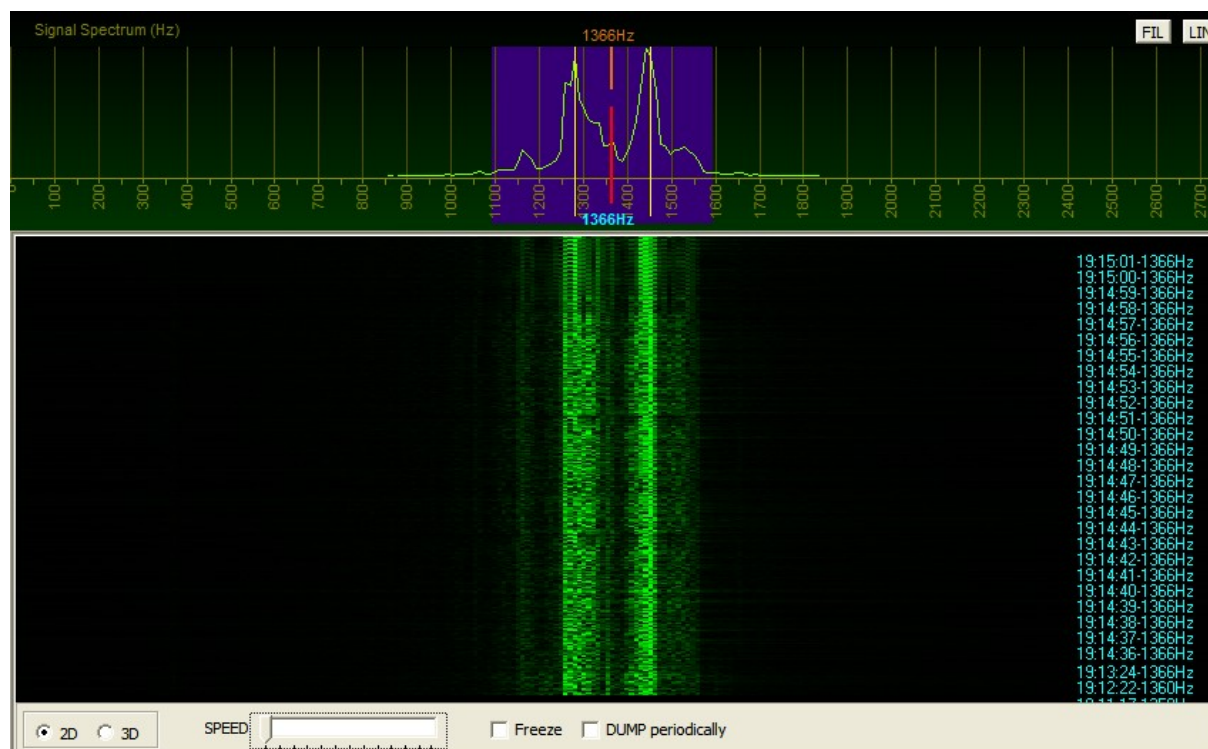 Signal Spectrum (Hz)
1366Hz
FIL
LIN
100 200 300 400 500 600 700 800 900 1000 1100 1200 1300 1400 1500 1600 1700 1800 1900 2000 2100 2200 2300 2400 2500 2600 2700
1366Hz
19:15:01-1366Hz
19:15:00-1366Hz
19:14:59-1366Hz
19:14:58-1366Hz
19:14:57-1366Hz
19:14:56-1366Hz
19:14:55-1366Hz
19:14:54-1366Hz
19:14:53-1366Hz
19:14:52-1366Hz
19:14:51-1366Hz
19:14:50-1366Hz
19:14:49-1366Hz
19:14:48-1366Hz
19:14:47-1366Hz
19:14:46-1366Hz
19:14:45-1366Hz
19:14:44-1366Hz
19:14:43-1366Hz
19:14:42-1366Hz
19:14:41-1366Hz
19:14:40-1366Hz
19:14:39-1366Hz
19:14:38-1366Hz
19:14:37-1366Hz
19:14:36-1366Hz
19:13:24-1366Hz
19:12:22-1360Hz
2D 3D SPEED Freeze DUMP periodically